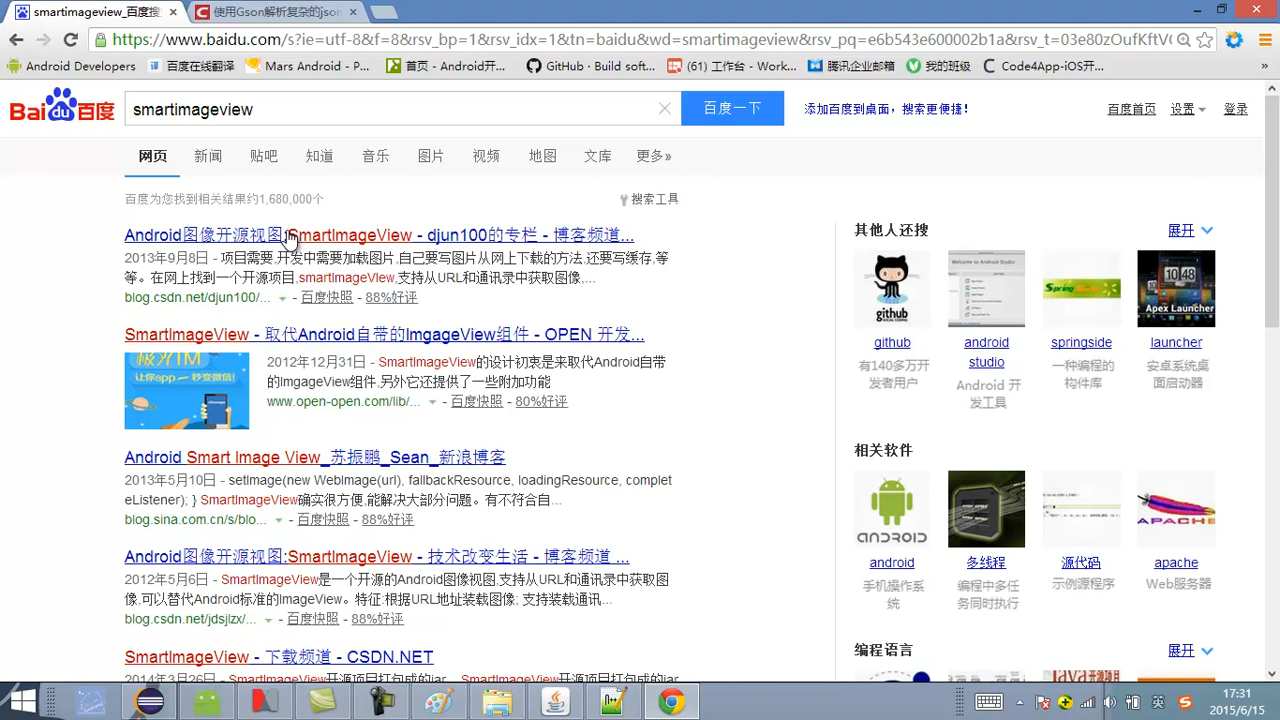 smartimageview_百度搜
使用Gson解析复杂的json
https://www.baidu.com/s?ie=utf-8&f=8&rsv_bp=1&rsv_idx=1&tn=baidu&wd=smartimageview&rsv_pq=e6b543e600002b1a&rsv_t=03e80zOufKftV
Android Developers
百度在线翻译
Mars Android - P...
首页 - Android开...
GitHub · Build soft...
(61) 工作台 - Work...
腾讯企业邮箱
我的班级
Code4App-iOS开...
»
Bai du 百度
smartimageview
百度一下
添加百度到桌面，搜索更便捷!
百度首页
设置
登录
网页
新闻
贴吧
知道
音乐
图片
视频
地图
文库
更多»
百度为您找到相关结果约1,680,000个
搜索工具
Android图像开源视图:SmartImageView - djun100的专栏 - 博客频道...
2013年9月8日 - 项目需要,开发中需要加载图片,自己要写图片从网上下载的方法,还要写缓存,等
等。在网上找到一个开源项目 smartImageView,支持从URL和通讯录中获取图像,...
blog.csdn.net/djun100/... - 百度快照 - 88%好评
SmartImageView - 取代Android自带的ImgageView组件 - OPEN 开发...
极光IM
让你app一秒变微信!
2012年12月31日 - SmartImageView的设计初衷是来取代Android自带
的ImgageView组件,另外它还提供了一些附加功能
www.open-open.com/lib/... - 百度快照 - 80%好评
Android Smart Image View_苏振鹏_Sean_新浪博客
2013年5月10日 - setImage(new WebImage(url), fallbackResource, loadingResource, complet
eListener); } SmartImageView确实很方便,能解决大部分问题。有不符合自...
blog.sina.com.cn/s/blo... - 百度快照 - 88%好评
Android图像开源视图:SmartImageView - 技术改变生活 - 博客频道 ...
2012年5月6日 - SmartImageView是一个开源的Android图像视图,支持从URL和通讯录中获取图
像,可以替代Android标准的ImageView。特征:根据URL地址装载图像; 支持装载通讯...
blog.csdn.net/jdsjlzx/... - 百度快照 - 88%好评
SmartImageView - 下载频道 - CSDN.NET
其他人还搜
展开
github
有140多万开
发者用户
Welcome to Android Studio
android
studio
Android 开
发工具
Spring
springside
一种编程的
构件库
10:48
Apex Launcher
launcher
安卓系统桌
面启动器
相关软件
android
手机操作系
统
多线程
编程中多任
务同时执行
源代码
示例源程序
APACHE
apache
Web服务器
编程语言
展开
英
17:31
2015/6/15